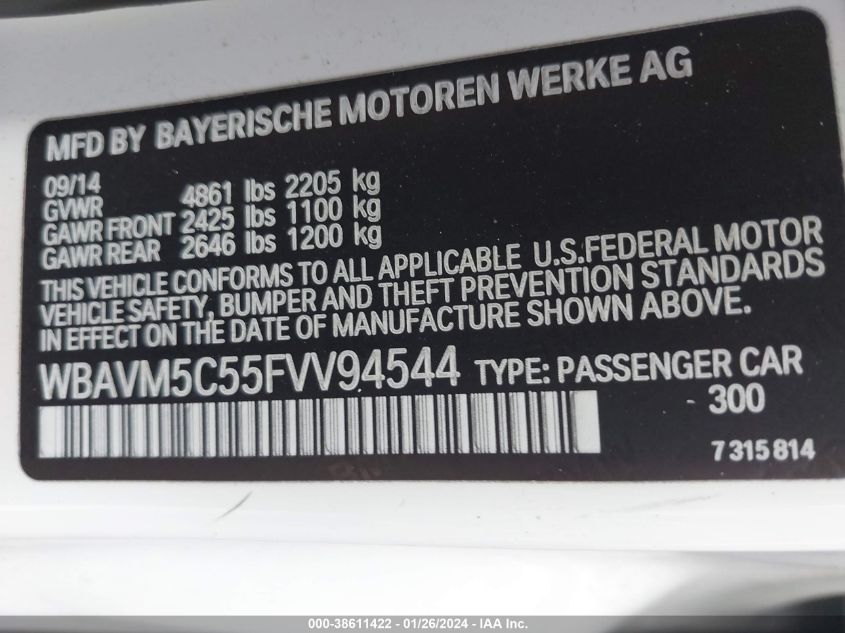 MFD BY BAYERISCHE MOTOREN WERKE AG
09/14
GVWR 4861 lbs 2205 kg
GAWR FRONT 2425 lbs 1100 kg
GAWR REAR 2646 lbs 1200 kg
THIS VEHICLE CONFORMS TO ALL APPLICABLE U.S.FEDERAL MOTOR
VEHICLE SAFETY, BUMPER AND THEFT PREVENTION STANDARDS
IN EFFECT ON THE DATE OF MANUFACTURE SHOWN ABOVE.
WBAVM5C55FVV94544 TYPE: PASSENGER CAR
- 300
7 315 814
000-38611422 - 01/26/2024 - IAA Inc.